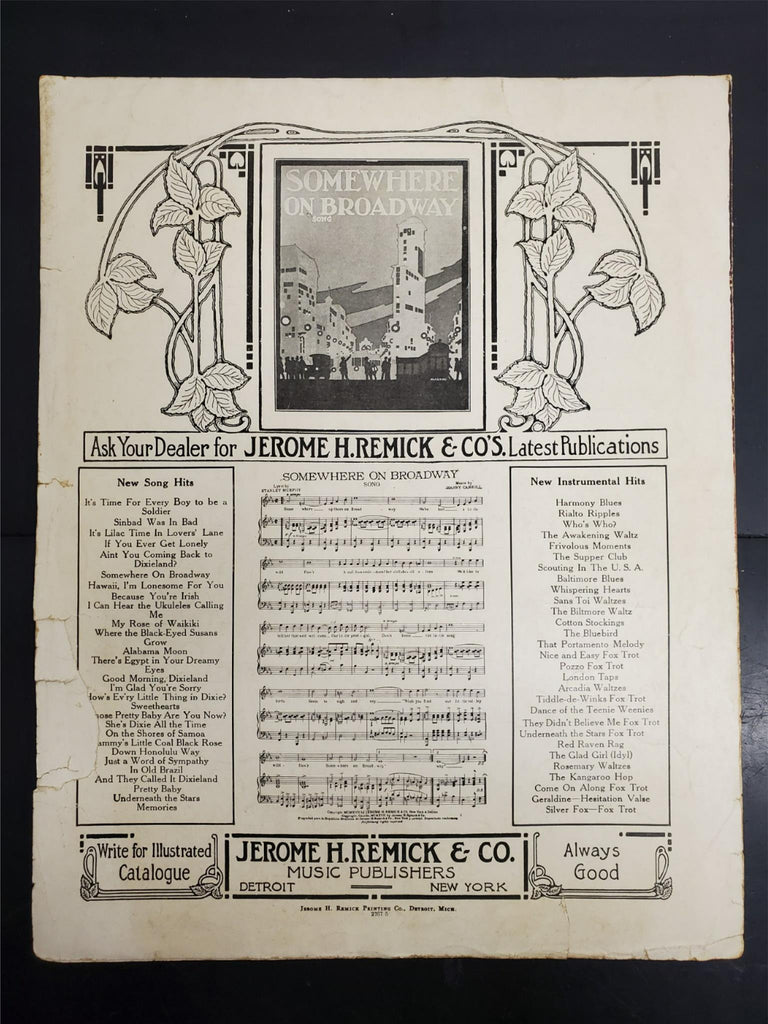 SOMEWHERE
ON BROADWAY
SONG
Ask Your Dealer for JEROME H. REMICK & CO'S. Latest Publications
New Song Hits
It's Time For Every Boy to be a
Soldier
Sinbad Was In Bad
It's Lilac Time In Lovers' Lane
If You Ever Get Lonely
Aint You Coming Back to
Dixieland?
Somewhere On Broadway
Hawaii, I'm Lonesome For You
Because You're Irish
I Can Hear the Ukuleles Calling
Me
My Rose of Waikiki
Where the Black-Eyed Susans
Grow
Alabama Moon
There's Egypt in Your Dreamy
Eyes
Good Morning, Dixieland
I'm Glad You're Sorry
How's Ev'ry Little Thing in Dixie?
Sweethearts
ose Pretty Baby Are You Now?
She's Dixie All the Time
On the Shores of Samoa
ammy's Little Coal Black Rose
Down Honolulu Way
Just a Word of Sympathy
In Old Brazil
And They Called It Dixieland
Pretty Baby
Underneath the Stars
Memories
SOMEWHERE ON BROADWAY
SONG
Lyric by
STANLEY MURPHY
Music by
HARRY CARROLL
New Instrumental Hits
Harmony Blues
Rialto Ripples
Who's Who?
The Awakening Waltz
Frivolous Moments
The Supper Club
Scouting In The U. S. A.
Baltimore Blues
Whispering Hearts
Sans Toi Waltzes
The Biltmore Waltz
Cotton Stockings
The Bluebird
That Portamento Melody
Nice and Easy Fox Trot
Pozzo Fox Trot
London Taps
Arcadia Waltzes
Tiddle-de-Winks Fox Trot
Dance of the Teenie Weenies
They Didn't Believe Me Fox Trot
Underneath the Stars Fox Trot
Red Raven Rag
The Glad Girl (Idyl)
Rosemary Waltzes
The Kangaroo Hop
Come On Along Fox Trot
Geraldine—Hesitation Valse
Silver Fox—Fox Trot
Write for Illustrated
Catalogue
JEROME H. REMICK & CO.
MUSIC PUBLISHERS
DETROIT NEW YORK
Always
Good
Jerome H. Remick Printing Co., Detroit, Mich.